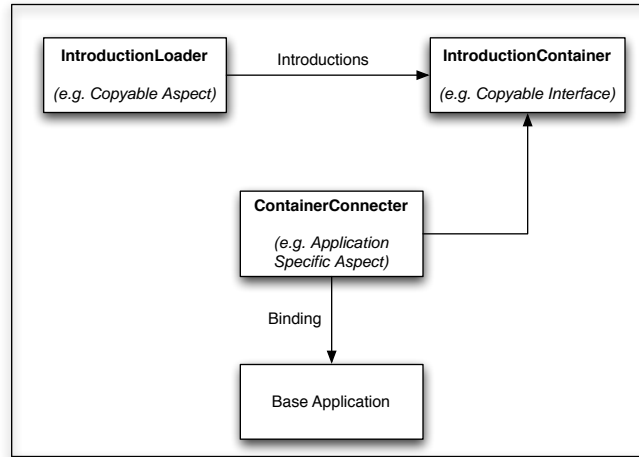 IntroductionLoader
(e.g. Copyable Aspect)
Introductions
IntroductionContainer
(e.g. Copyable Interface)
ContainerConnecter
(e.g. Application
Specific Aspect)
Binding
Base Application